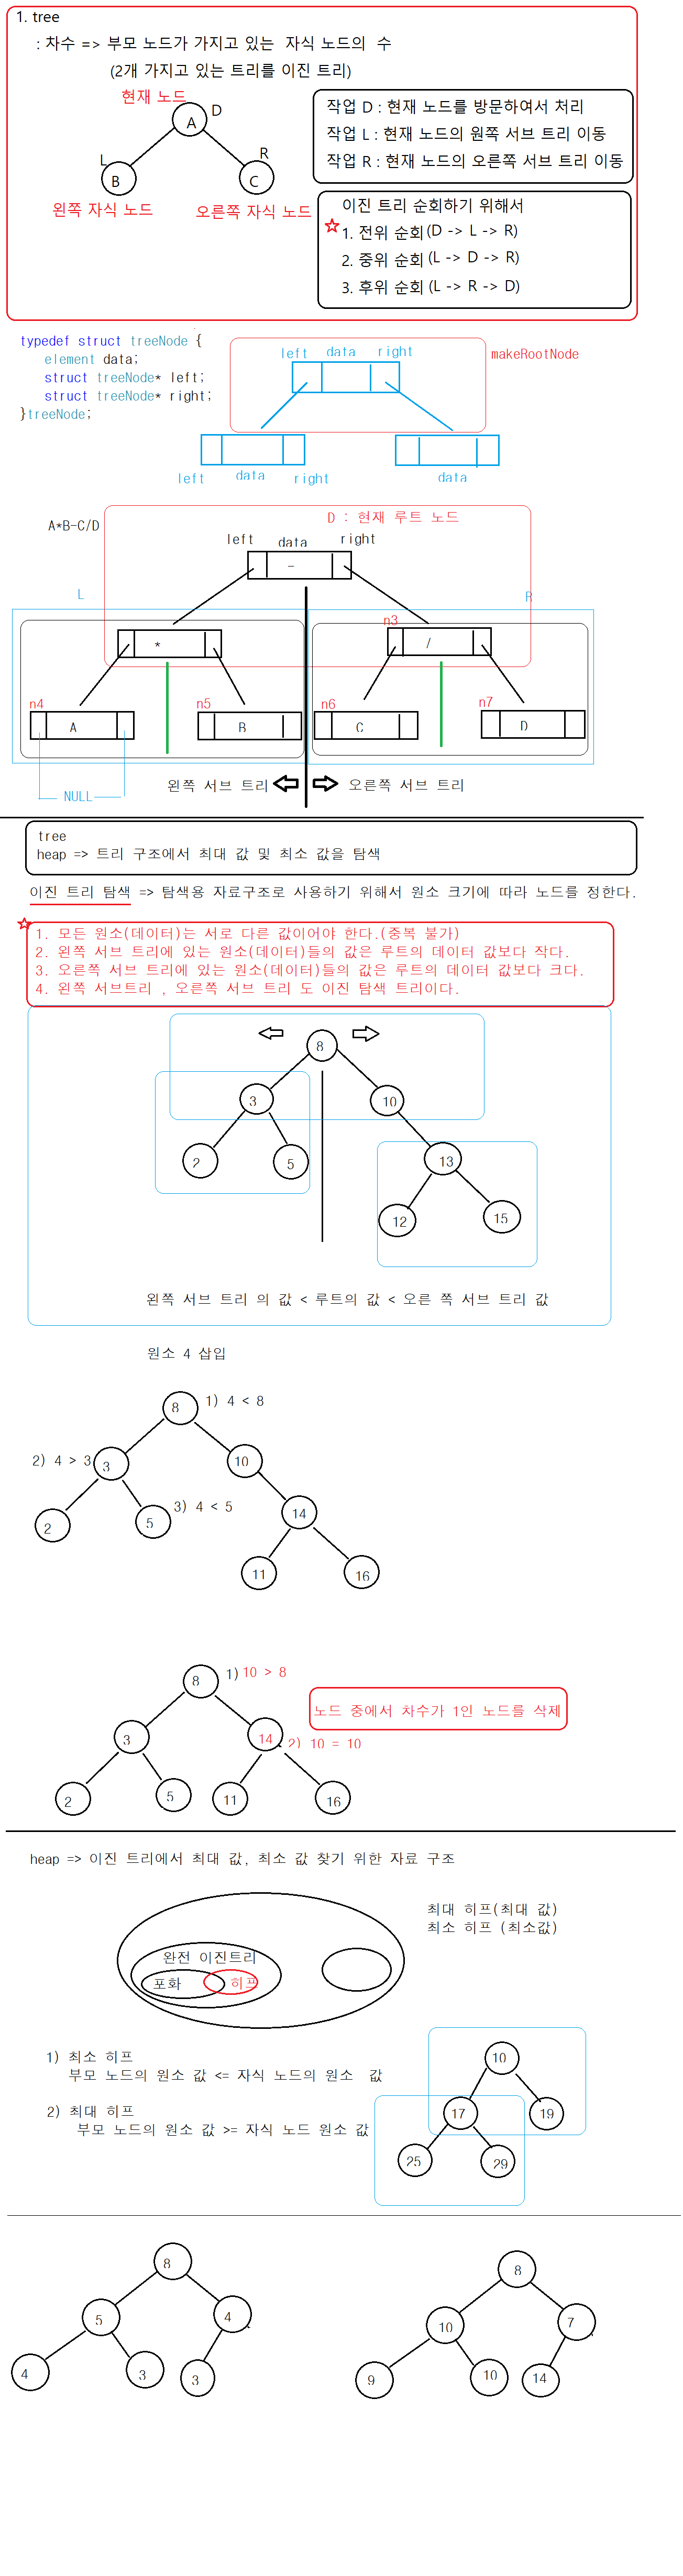 1. tree
: 차수 => 부모 노드가 가지고 있는 자식 노드의 수
(2개 가지고 있는 트리를 이진 트리)
현재 노드
A
D
L
R
B
C
왼쪽 자식 노드
오른쪽 자식 노드
작업 D : 현재 노드를 방문하여서 처리
작업 L : 현재 노드의 왼쪽 서브 트리 이동
작업 R : 현재 노드의 오른쪽 서브 트리 이동
이진 트리 순회하기 위해서
1. 전위 순회(D -> L -> R)
2. 중위 순회 (L -> D -> R)
3. 후위 순회 (L -> R -> D)
typedef struct treeNode {
element data;
struct treeNode* left;
struct treeNode* right;
}treeNode;
left data right
makeRootNode
left data right
data
A*B-C/D
D : 현재 루트 노드
left data right
-
L
R
*
n3
/
n4
A
n5
B
n6
C
n7
D
NULL
왼쪽 서브 트리
오른쪽 서브 트리
tree
heap => 트리 구조에서 최대 값 및 최소 값을 탐색
이진 트리 탐색 => 탐색용 자료구조로 사용하기 위해서 원소 크기에 따라 노드를 정한다.
1. 모든 원소(데이터)는 서로 다른 값이어야 한다.(중복 불가)
2. 왼쪽 서브 트리에 있는 원소(데이터)들의 값은 루트의 데이터 값보다 작다.
3. 오른쪽 서브 트리에 있는 원소(데이터)들의 값은 루트의 데이터 값보다 크다.
4. 왼쪽 서브트리 , 오른쪽 서브 트리 도 이진 탐색 트리이다.
8
3
10
2
5
13
12
15
왼쪽 서브 트리 의 값 < 루트의 값 < 오른 쪽 서브 트리 값
원소 4 삽입
8
1) 4 < 8
2) 4 > 3
3
10
2
5
3) 4 < 5
14
11
16
8
1) 10 > 8
노드 중에서 차수가 1인 노드를 삭제
3
14
2) 10 = 10
2
5
11
16
heap => 이진 트리에서 최대 값, 최소 값 찾기 위한 자료 구조
최대 히프(최대 값)
최소 히프 (최소값)
완전 이진트리
포화
히프
1) 최소 히프
부모 노드의 원소 값 <= 자식 노드의 원소 값
2) 최대 히프
부모 노드의 원소 값 >= 자식 노드 원소 값
10
17
19
25
29
8
5
4
4
3
3
8
10
7
9
10
14